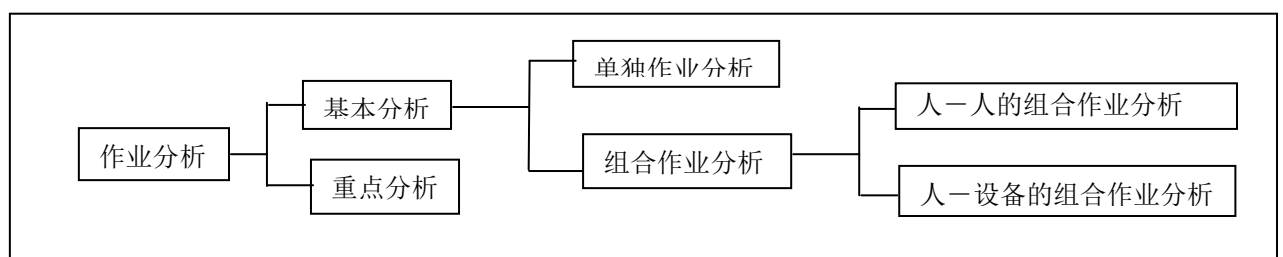 单独作业分析
基本分析
人－人的组合作业分析
作业分析
组合作业分析
重点分析
人－设备的组合作业分析